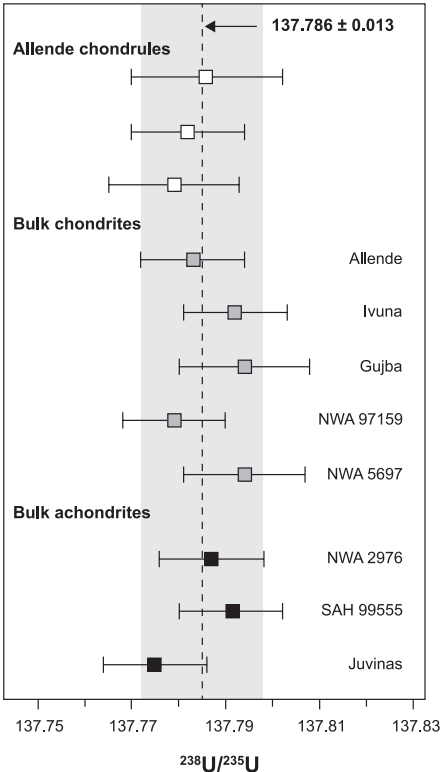 137.786 ± 0.013
Allende chondrules
Bulk chondrites
Allende
Ivuna
Gujba
NWA 97159
NWA 5697
Bulk achondrites
NWA 2976
SAH 99555
Juvinas
137.75 137.77 137.79 137.81 137.83
²³⁸U/²³⁵U